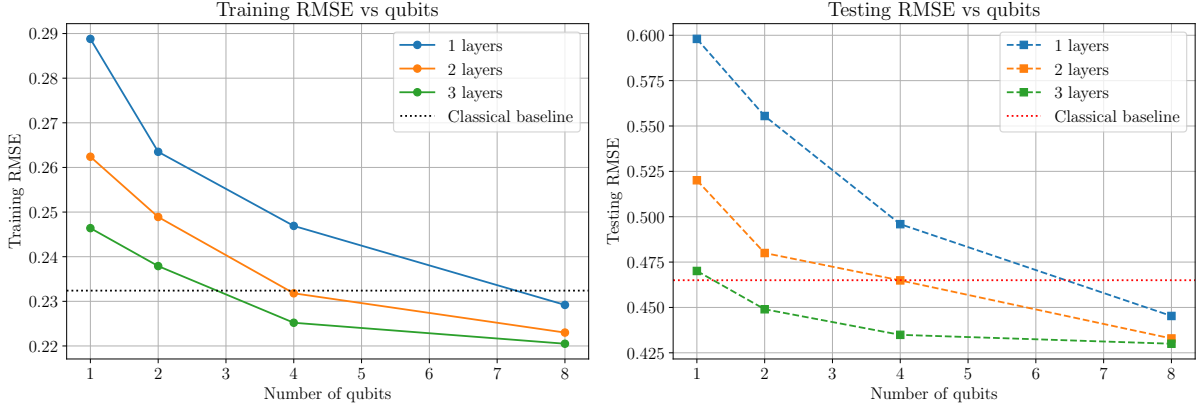 Training RMSE vs qubits
Training RMSE
0.29
0.28
0.27
0.26
0.25
0.24
0.23
0.22
1 layers
2 layers
3 layers
Classical baseline
1 2 3 4 5 6 7 8
Number of qubits
Testing RMSE vs qubits
Testing RMSE
0.600
0.575
0.550
0.525
0.500
0.475
0.450
0.425
1 layers
2 layers
3 layers
Classical baseline
1 2 3 4 5 6 7 8
Number of qubits